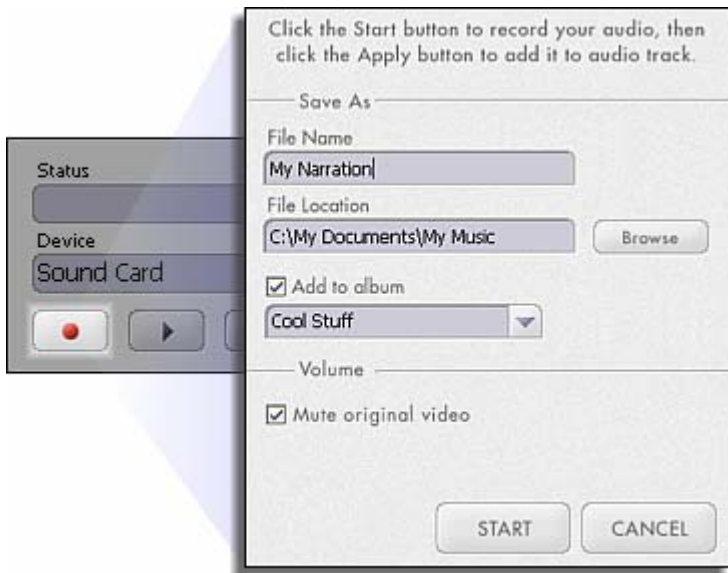 Click the Start button to record your audio, then
click the Apply button to add it to audio track.
Save As
File Name
My Narration
File Location
C:\My Documents\My Music
Browse
Add to album
Cool Stuff
Volume
Mute original video
START
CANCEL
Status
Device
Sound Card